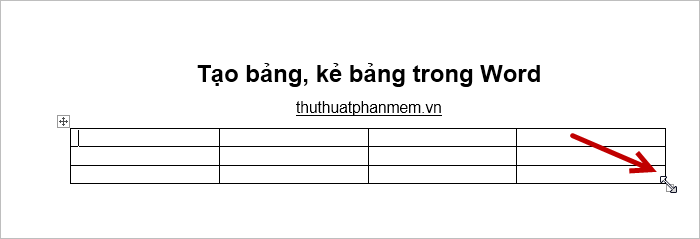 Tạo bảng, kẻ bảng trong Word
thuthuatphanmem.vn